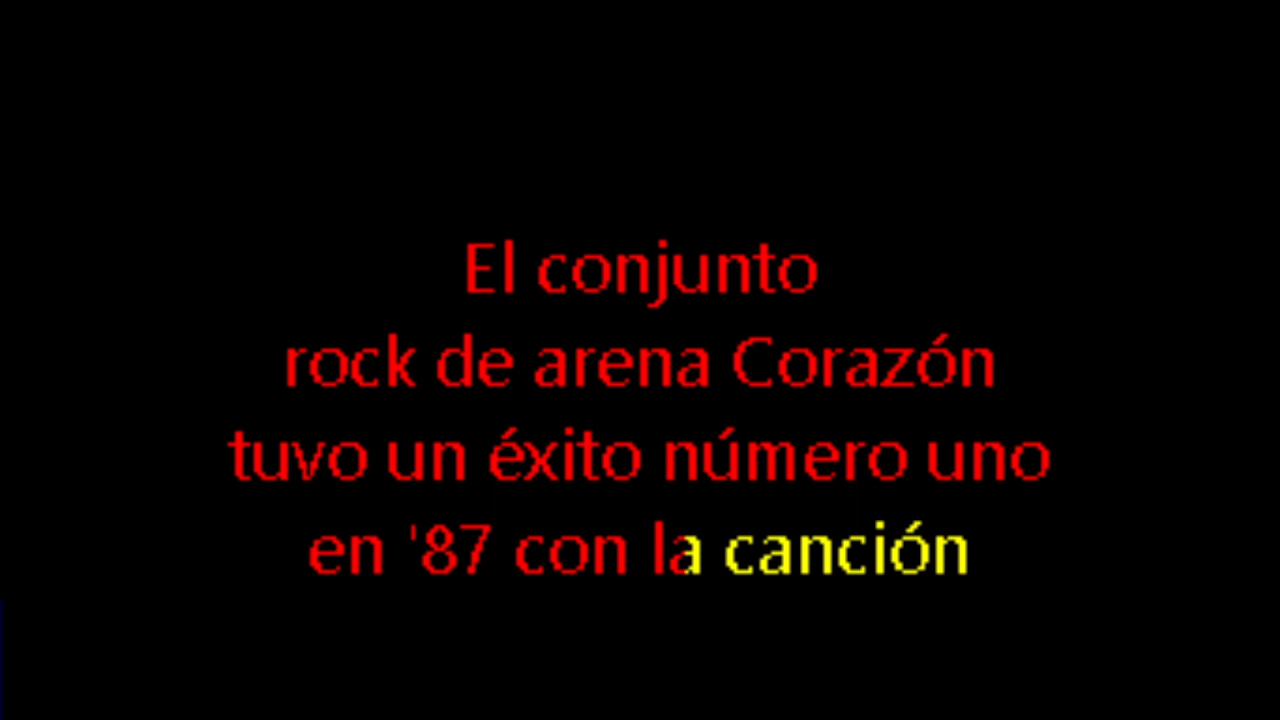 El conjunto
rock de arena Corazón
tuvo un éxito número uno
en '87 con la canción